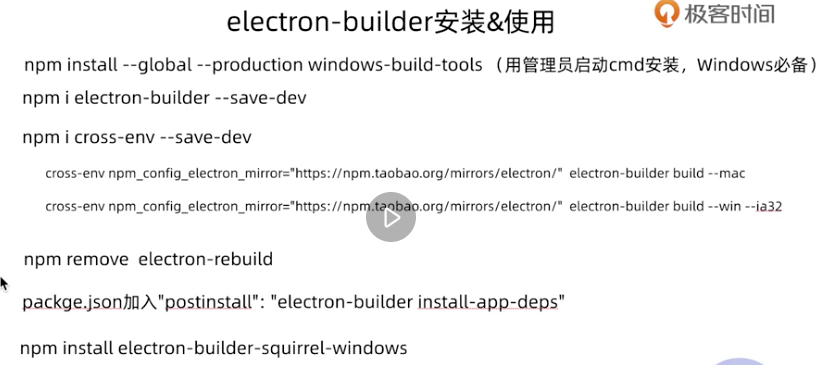 electron-builder安装&使用
极客时间
npm install --global --production windows-build-tools （用管理员启动cmd安装，Windows必备）
npm i electron-builder --save-dev
npm i cross-env --save-dev
cross-env npm_config_electron_mirror="https://npm.taobao.org/mirrors/electron/" electron-builder build --mac
cross-env npm_config_electron_mirror="https://npm.taobao.org/mirrors/electron/" electron-builder build --win --ia32
npm remove electron-rebuild
packge.json加入"postinstall": "electron-builder install-app-deps"
npm install electron-builder-squirrel-windows